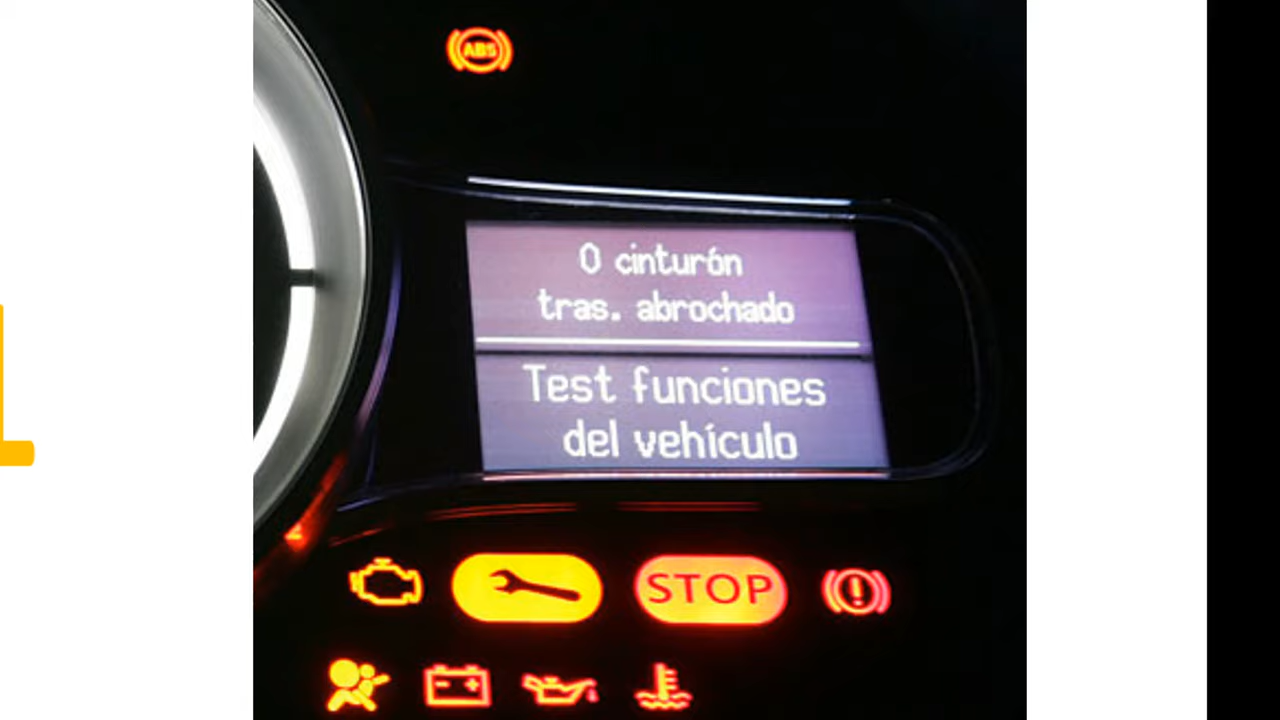 ABS
0 cinturón
tras. abrochado
Test funciones
del vehículo
STOP